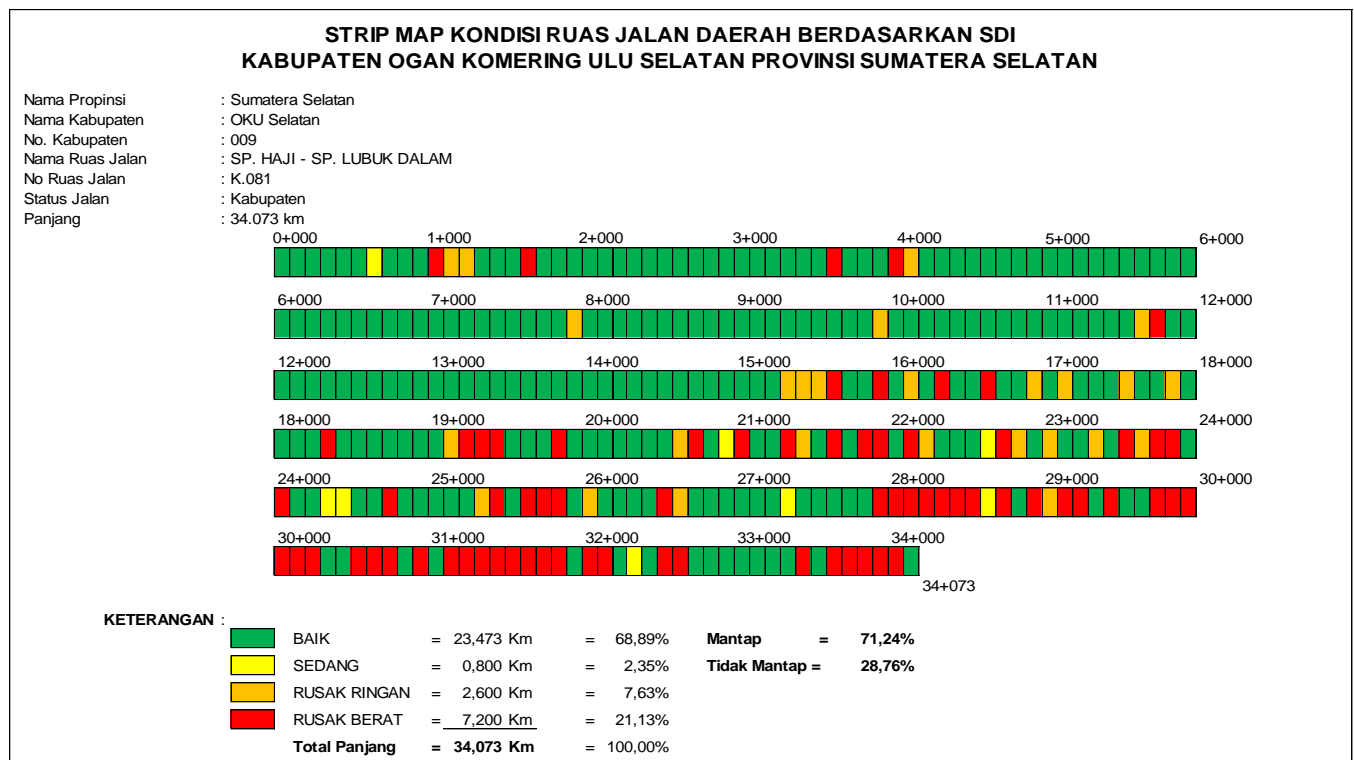 STRIP MAP KONDISI RUAS JALAN DAERAH BERDASARKAN SDI
KABUPATEN OGAN KOMERING ULU SELATAN PROVINSI SUMATERA SELATAN
Nama Propinsi : Sumatera Selatan
Nama Kabupaten : OKU Selatan
No. Kabupaten : 009
Nama Ruas Jalan : SP. HAJI - SP. LUBUK DALAM
No Ruas Jalan : K.081
Status Jalan : Kabupaten
Panjang : 34.073 km
0+000 1+000 2+000 3+000 4+000 5+000 6+000
6+000 7+000 8+000 9+000 10+000 11+000 12+000
12+000 13+000 14+000 15+000 16+000 17+000 18+000
18+000 19+000 20+000 21+000 22+000 23+000 24+000
24+000 25+000 26+000 27+000 28+000 29+000 30+000
30+000 31+000 32+000 33+000 34+000
34+073
KETERANGAN :
BAIK = 23,473 Km = 68,89% Mantap = 71,24%
SEDANG = 0,800 Km = 2,35% Tidak Mantap = 28,76%
RUSAK RINGAN = 2,600 Km = 7,63%
RUSAK BERAT = 7,200 Km = 21,13%
Total Panjang = 34,073 Km = 100,00%